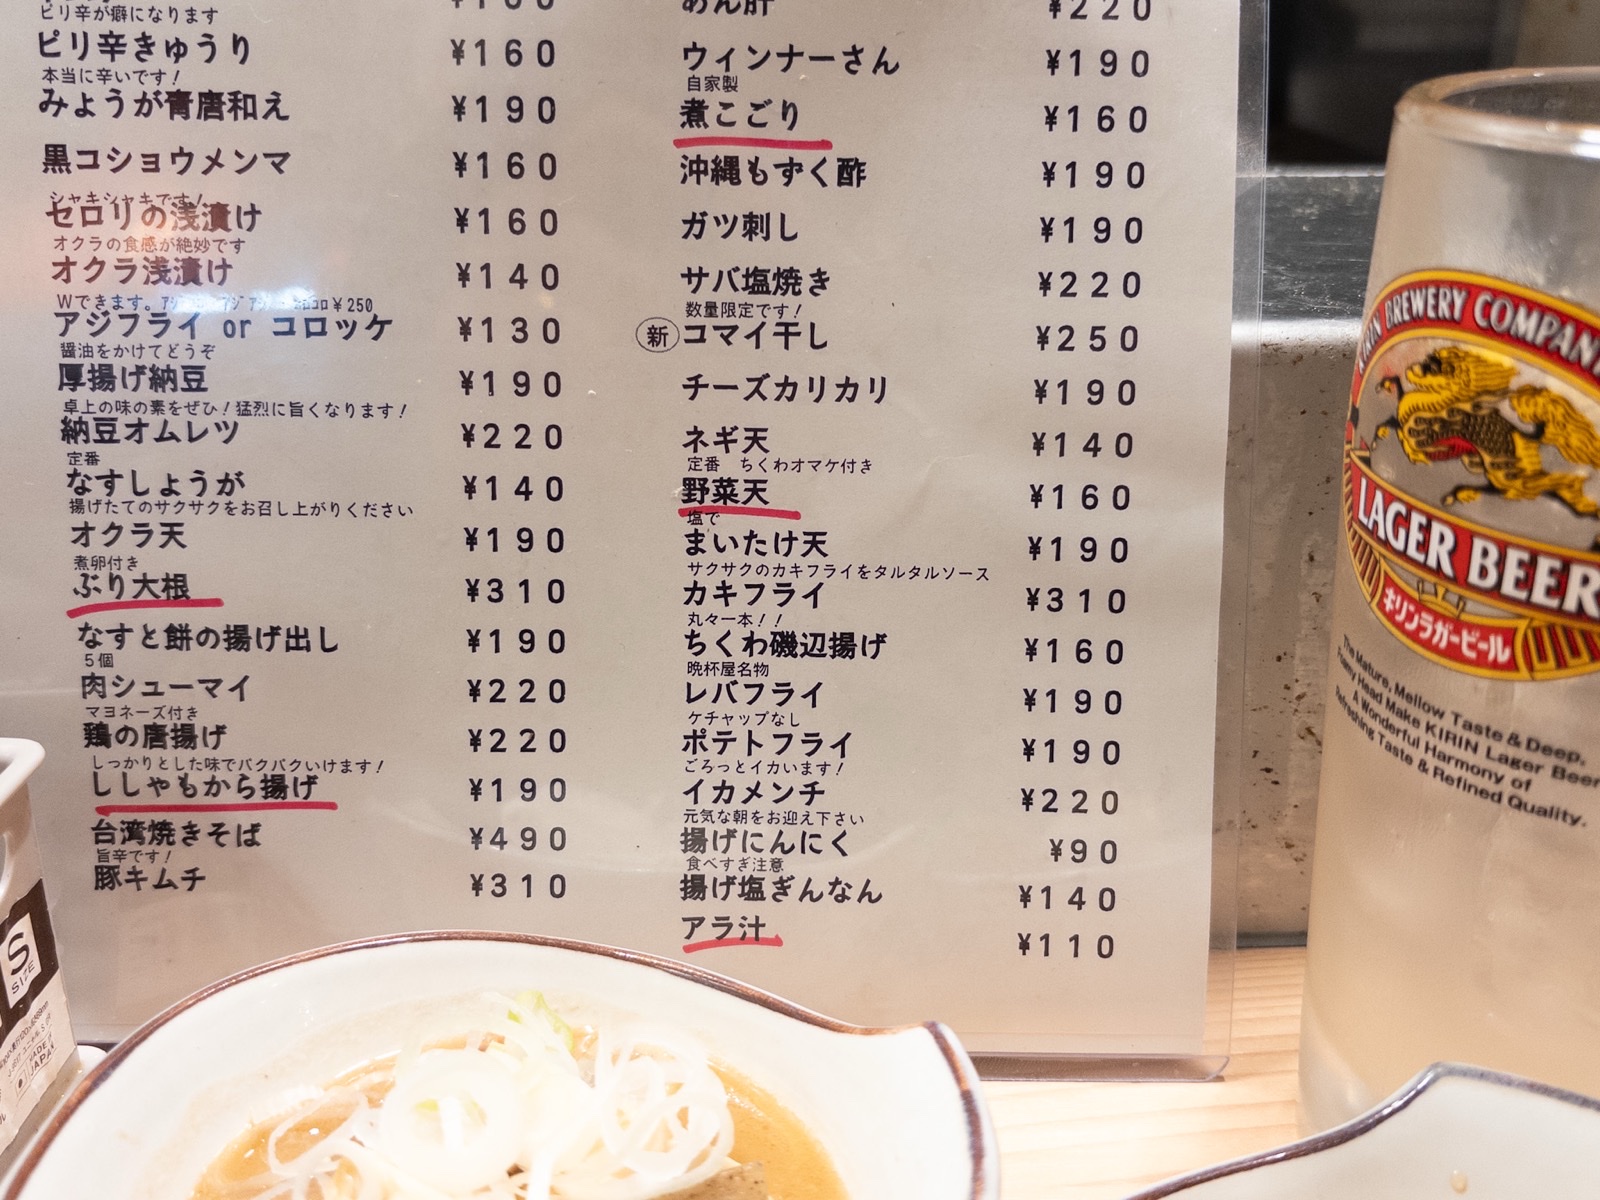 ピリ辛が癖になります
ピリ辛きゅうり ¥160
本当に辛いです！
みょうが青唐和え ¥190
黒コショウメンマ ¥160
シャキシャキです！
セロリの浅漬け ¥160
オクラの食感が絶妙です
オクラ浅漬け ¥140
Wできます。 ¥250
アジフライ or コロッケ ¥130
醤油をかけてどうぞ
厚揚げ納豆 ¥190
卓上の味の素をぜひ！猛烈に旨くなります！
納豆オムレツ ¥220
定番
なすしょうが ¥140
揚げたてのサクサクをお召し上がりください
オクラ天 ¥190
煮卵付き
ぶり大根 ¥310
なすと餅の揚げ出し ¥190
5個
肉シューマイ ¥220
マヨネーズ付き
鶏の唐揚げ ¥220
しっかりとした味でバクバクいけます！
ししゃもから揚げ ¥190
台湾焼きそば ¥490
旨辛です！
豚キムチ ¥310
あん肝 ¥220
ウィンナーさん ¥190
自家製
煮こごり ¥160
沖縄もずく酢 ¥190
ガツ刺し ¥190
サバ塩焼き ¥220
数量限定です！
新 コマイ干し ¥250
チーズカリカリ ¥190
ネギ天 ¥140
定番 ちくわオマケ付き
野菜天 ¥160
塩で
まいたけ天 ¥190
サクサクのカキフライをタルタルソース
カキフライ ¥310
丸々一本！！
ちくわ磯辺揚げ ¥160
晩杯屋名物
レバフライ ¥190
ケチャップなし
ポテトフライ ¥190
ごろっとイカいます！
イカメンチ ¥220
元気な朝をお迎え下さい
揚げにんにく ¥90
食べすぎ注意
揚げ塩ぎんなん ¥140
アラ汁 ¥110
KIRIN BREWERY COMPANY
LAGER BEER
キリンラガービール
The Mature, Mellow Taste & Deep,
Foamy Head Make KIRIN Lager Beer
A Wonderful Harmony of
Refreshing Taste & Refined Quality.
S
SIZE
MADE
JAPAN